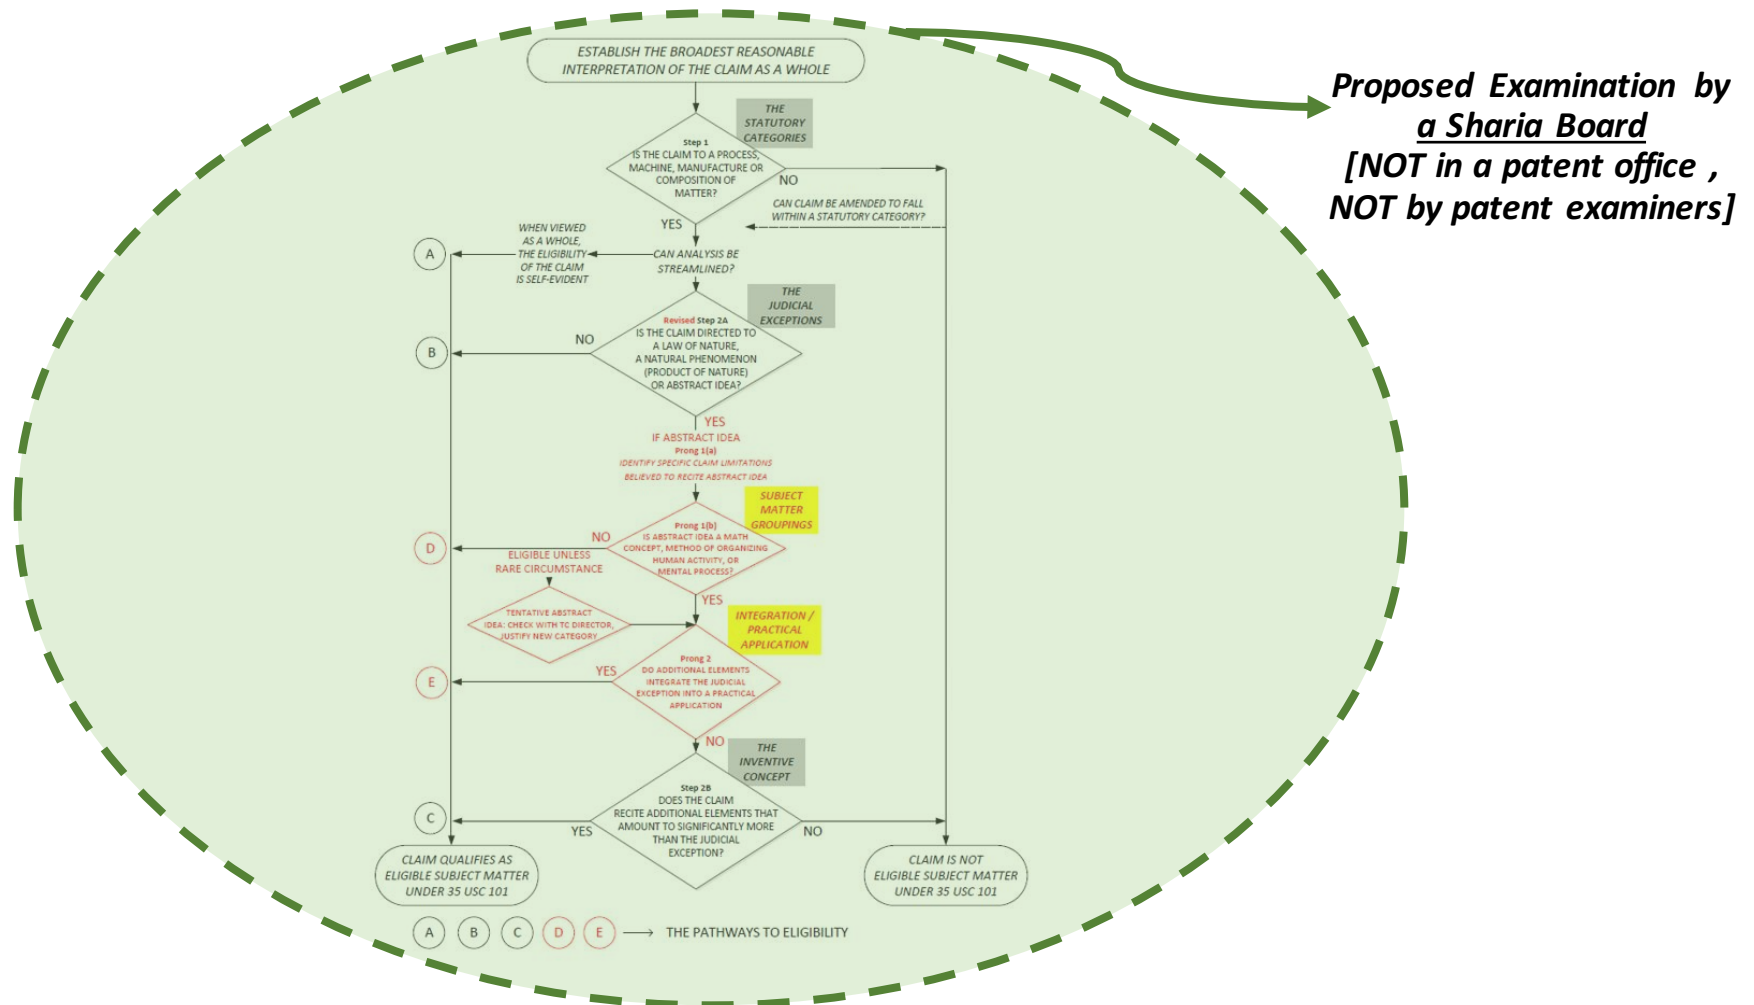 ESTABLISH THE BROADEST REASONABLE
INTERPRETATION OF THE CLAIM AS A WHOLE
Proposed Examination by
a Sharia Board
[NOT in a patent office ,
NOT by patent examiners]
THE
STATUTORY
CATEGORIES
Step 1
IS THE CLAIM TO A PROCESS,
MACHINE, MANUFACTURE OR
COMPOSITION OF
MATTER?
NO
YES
CAN CLAIM BE AMENDED TO FALL
WITHIN A STATUTORY CATEGORY?
WHEN VIEWED
AS A WHOLE,
THE ELIGIBILITY
OF THE CLAIM
IS SELF-EVIDENT
A
CAN ANALYSIS BE
STREAMLINED?
THE
JUDICIAL
EXCEPTIONS
Revised Step 2A
IS THE CLAIM DIRECTED TO
A LAW OF NATURE,
A NATURAL PHENOMENON
(PRODUCT OF NATURE)
OR ABSTRACT IDEA?
NO
B
YES
IF ABSTRACT IDEA
Prong 1(a)
IDENTIFY SPECIFIC CLAIM LIMITATIONS
BELIEVED TO RECITE ABSTRACT IDEA
SUBJECT
MATTER
GROUPINGS
Prong 1(b)
IS ABSTRACT IDEA A MATH
CONCEPT, METHOD OF ORGANIZING
HUMAN ACTIVITY, OR
MENTAL PROCESS?
NO
D
ELIGIBLE UNLESS
RARE CIRCUMSTANCE
YES
TENTATIVE ABSTRACT
IDEA: CHECK WITH TC DIRECTOR,
JUSTIFY NEW CATEGORY
INTEGRATION /
PRACTICAL
APPLICATION
Prong 2
DO ADDITIONAL ELEMENTS
INTEGRATE THE JUDICIAL
EXCEPTION INTO A PRACTICAL
APPLICATION
YES
E
NO
THE
INVENTIVE
CONCEPT
Step 2B
DOES THE CLAIM
RECITE ADDITIONAL ELEMENTS THAT
AMOUNT TO SIGNIFICANTLY MORE
THAN THE JUDICIAL
EXCEPTION?
C
YES
NO
CLAIM QUALIFIES AS
ELIGIBLE SUBJECT MATTER
UNDER 35 USC 101
CLAIM IS NOT
ELIGIBLE SUBJECT MATTER
UNDER 35 USC 101
A B C D E THE PATHWAYS TO ELIGIBILITY